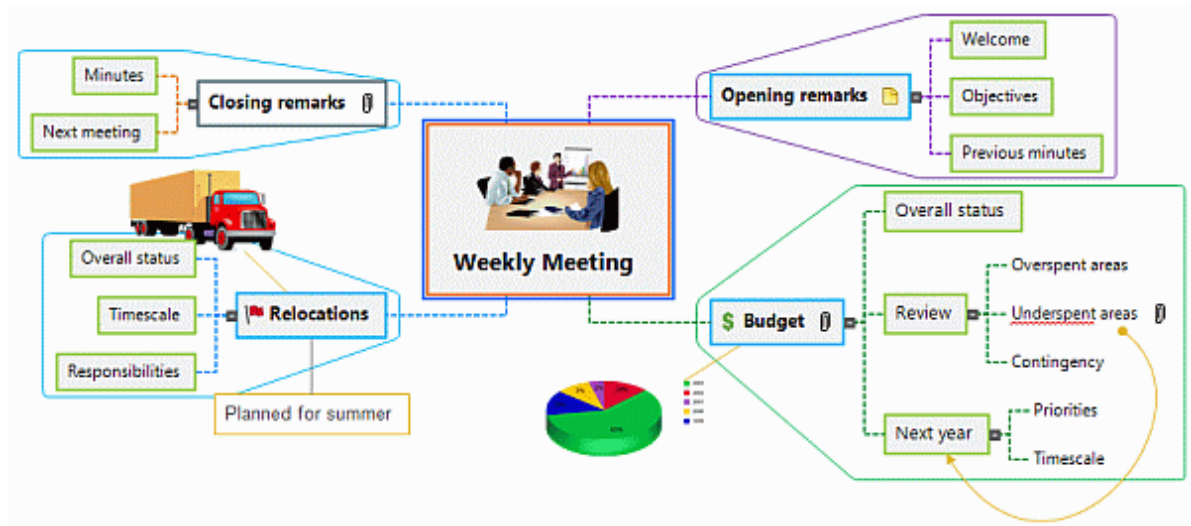 Weekly Meeting
Opening remarks
Welcome
Objectives
Previous minutes
$ Budget
Overall status
Review
Overspent areas
Underspent areas
Contingency
Next year
Priorities
Timescale
Relocations
Overall status
Timescale
Responsibilities
Planned for summer
Closing remarks
Minutes
Next meeting